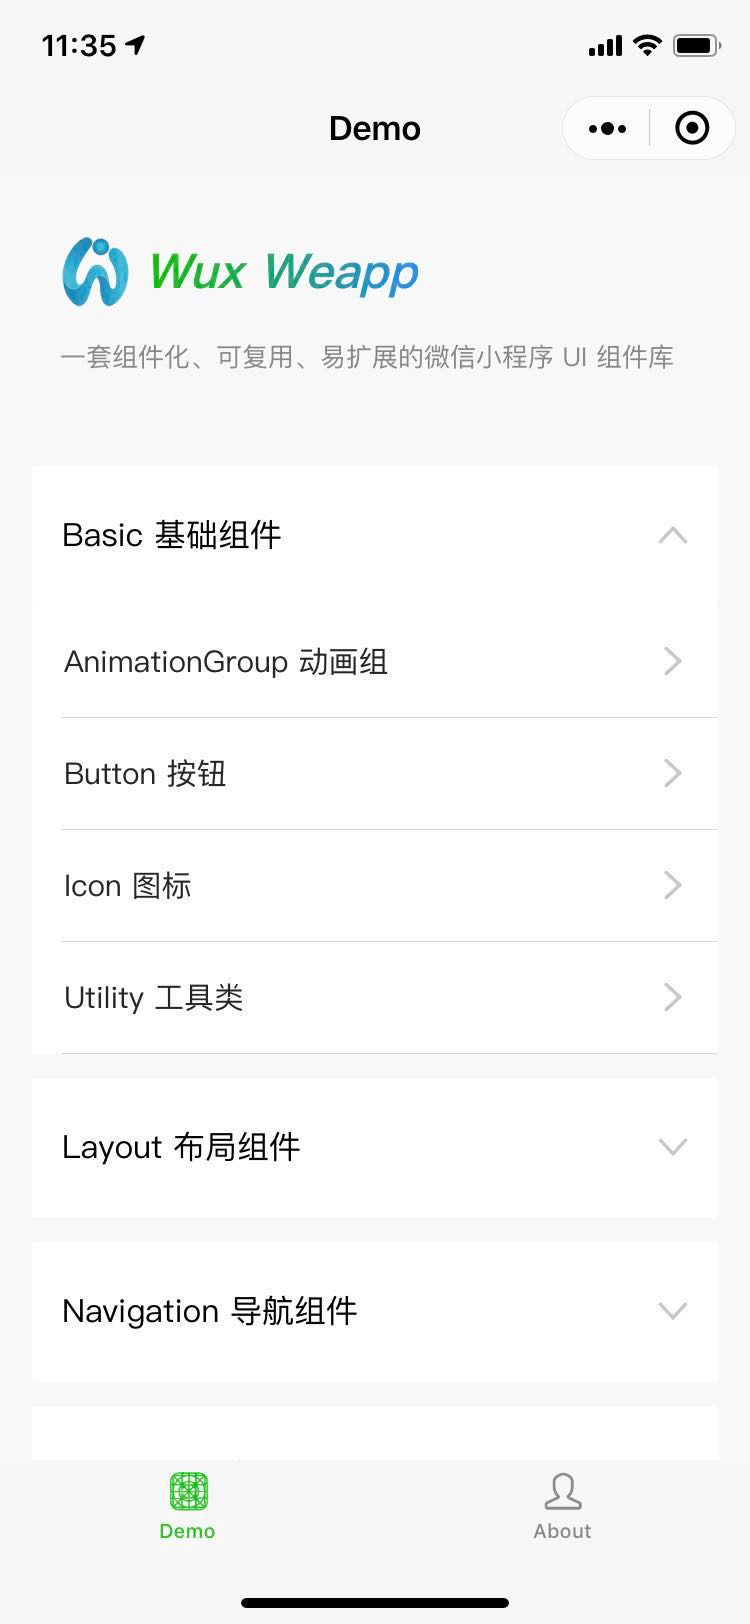 11:35
Demo
Wux Weapp
一套组件化、可复用、易扩展的微信小程序 UI 组件库
Basic 基础组件
AnimationGroup 动画组
Button 按钮
Icon 图标
Utility 工具类
Layout 布局组件
Navigation 导航组件
Demo
About